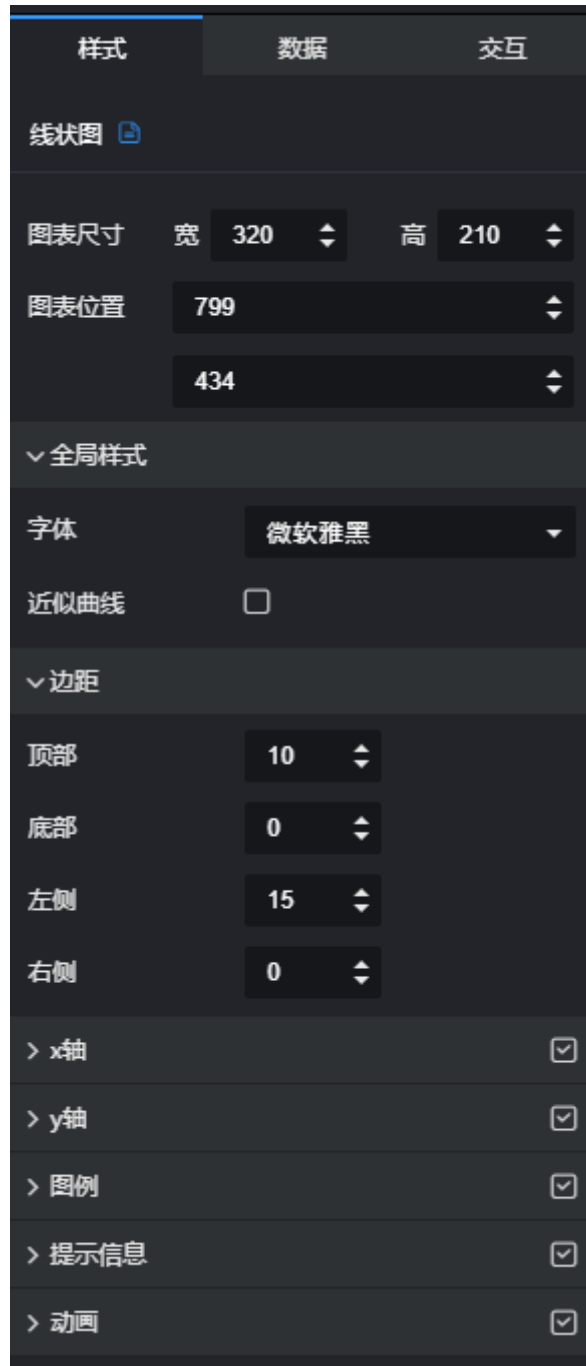 样式 数据 交互
线状图
图表尺寸 宽 320 高 210
图表位置 799
434
全局样式
字体 微软雅黑
近似曲线
边距
顶部 10
底部 0
左侧 15
右侧 0
x轴
y轴
图例
提示信息
动画